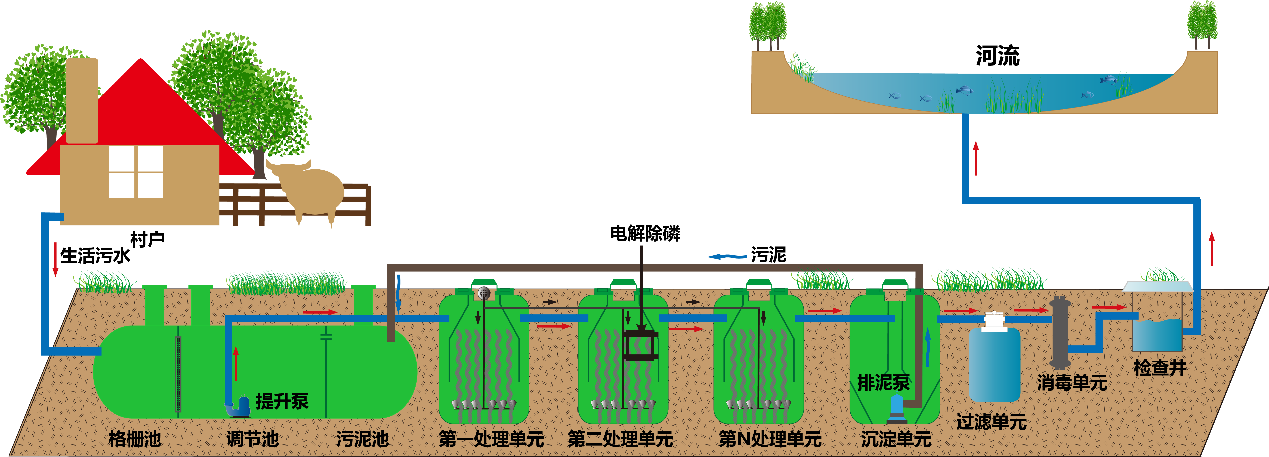 河流
村户
生活污水
电解除磷
污泥
提升泵
排泥泵
消毒单元
检查井
过滤单元
格栅池
调节池
污泥池
第一处理单元
第二处理单元
第N处理单元
沉淀单元